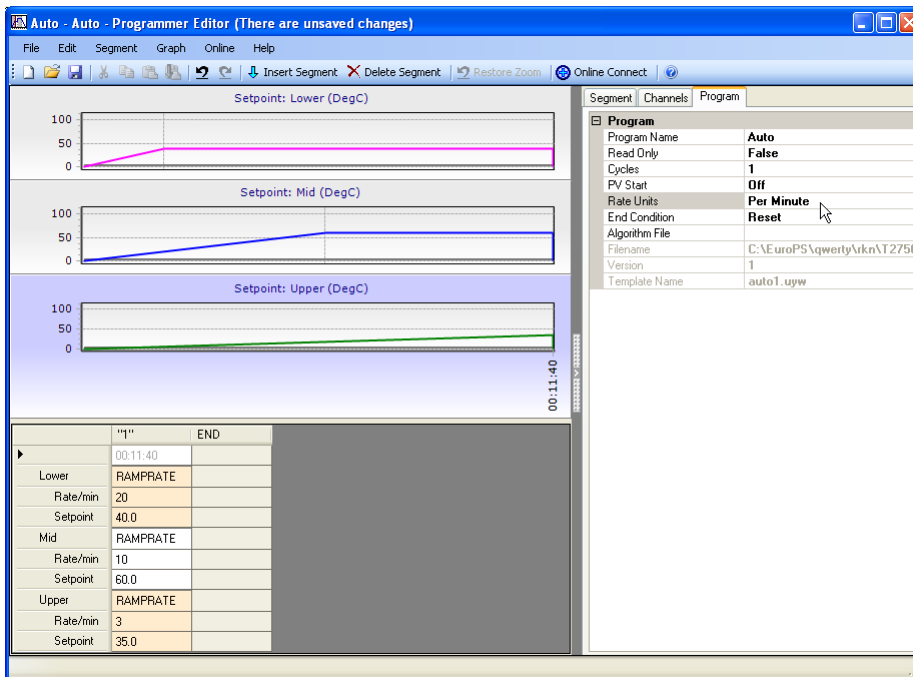 Auto - Auto - Programmer Editor (There are unsaved changes)
File Edit Segment Graph Online Help
Insert Segment Delete Segment Restore Zoom Online Connect
Setpoint: Lower (DegC)
100
50
0
Setpoint: Mid (DegC)
100
50
0
Setpoint: Upper (DegC)
100
50
0
00:11:40
"1" END
00:11:40
Lower RAMPRATE
Rate/min 20
Setpoint 40.0
Mid RAMPRATE
Rate/min 10
Setpoint 60.0
Upper RAMPRATE
Rate/min 3
Setpoint 35.0
Segment Channels Program
Program
Program Name Auto
Read Only False
Cycles 1
PV Start Off
Rate Units Per Minute
End Condition Reset
Algorithm File
Filename C:\EuroPS\qwerty\rkn\T2750
Version 1
Template Name auto1.uyw